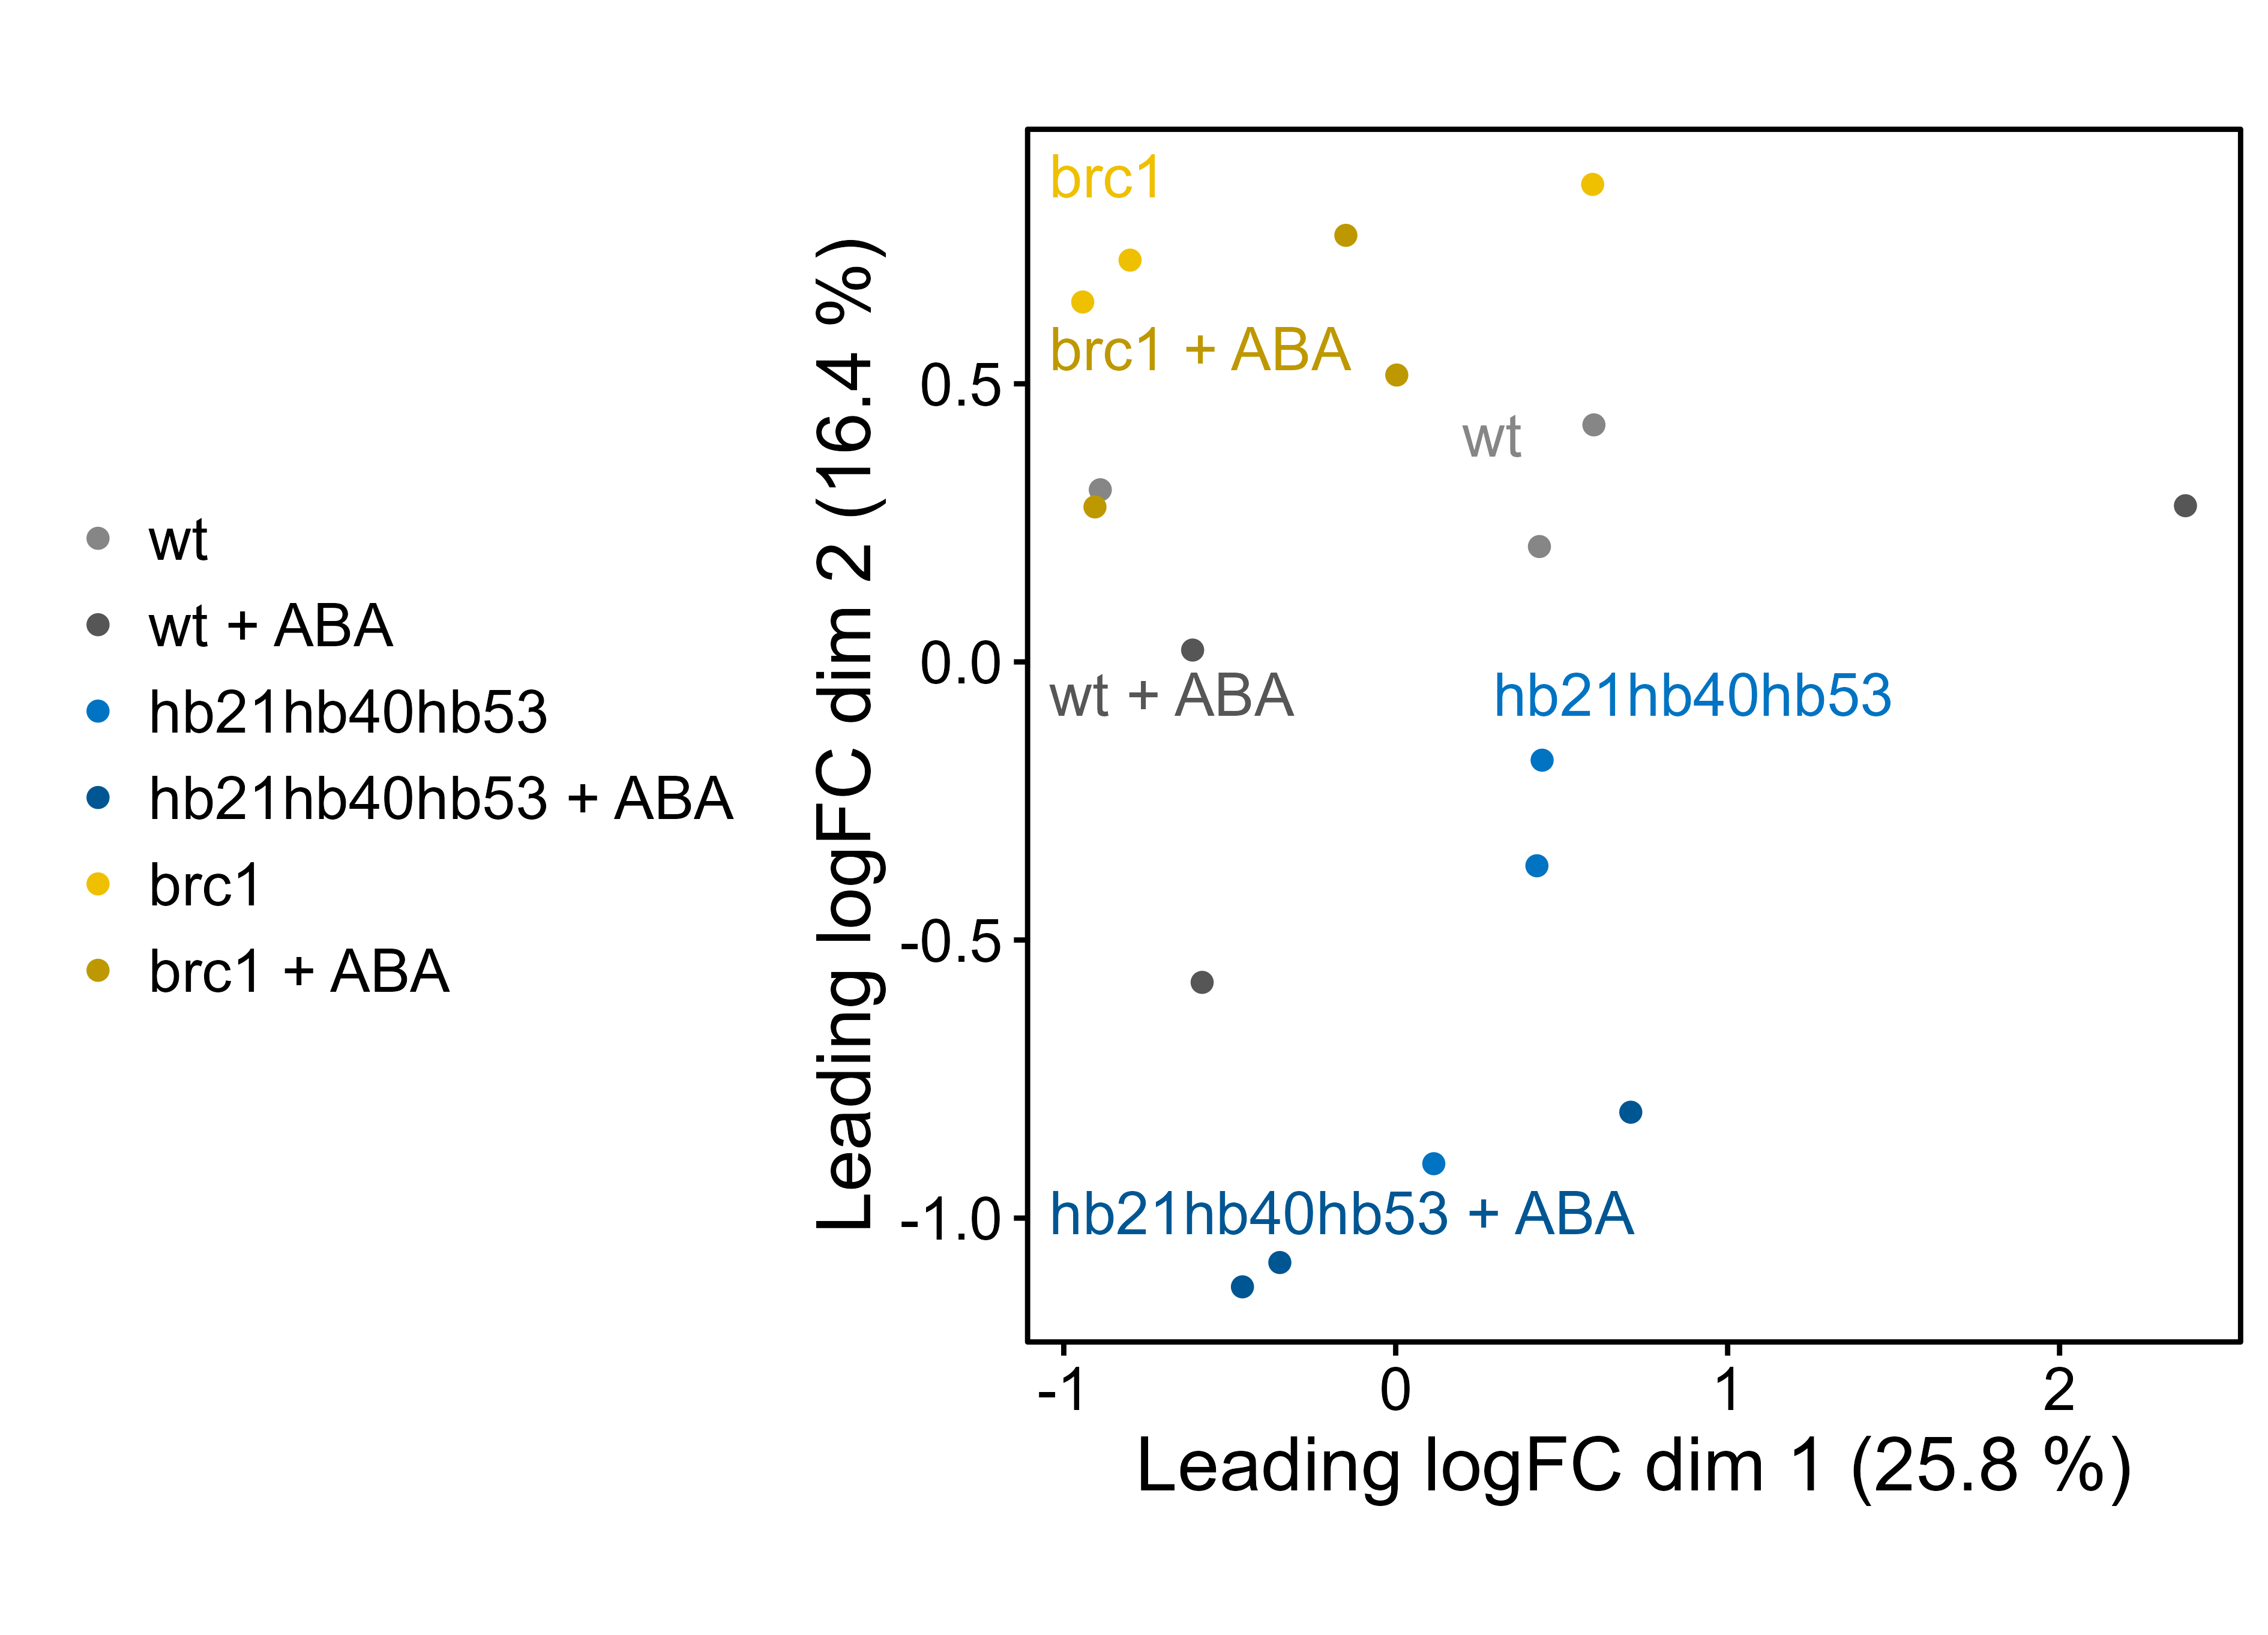 wt
wt + ABA
hb21hb40hb53
hb21hb40hb53 + ABA
brc1
brc1 + ABA
Leading logFC dim 2 (16.4 %)
0.5
0.0
-0.5
-1.0
brc1
brc1 + ABA
wt
wt + ABA
hb21hb40hb53
hb21hb40hb53 + ABA
-1 0 1 2
Leading logFC dim 1 (25.8 %)